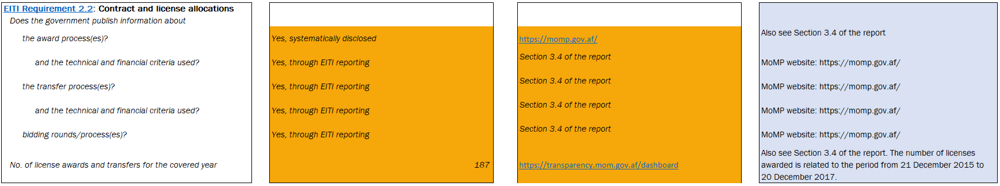 EITI Requirement 2.2: Contract and license allocations
Does the government publish information about
the award process(es)?
Yes, systematically disclosed
https://momp.gov.af/
Also see Section 3.4 of the report
and the technical and financial criteria used?
Yes, through EITI reporting
Section 3.4 of the report
MoMP website: https://momp.gov.af/
the transfer process(es)?
Yes, through EITI reporting
Section 3.4 of the report
MoMP website: https://momp.gov.af/
and the technical and financial criteria used?
Yes, through EITI reporting
Section 3.4 of the report
MoMP website: https://momp.gov.af/
bidding rounds/process(es)?
Yes, through EITI reporting
Section 3.4 of the report
MoMP website: https://momp.gov.af/
No. of license awards and transfers for the covered year
187
https://transparency.mom.gov.af/dashboard
Also see Section 3.4 of the report. The number of licenses
awarded is related to the period from 21 December 2015 to
20 December 2017.